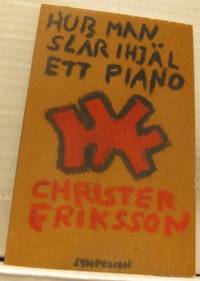 HUR MAN
SLÅR IHJÄL
ETT PIANO
CHRISTER
ERIKSSON
SYMPOSION